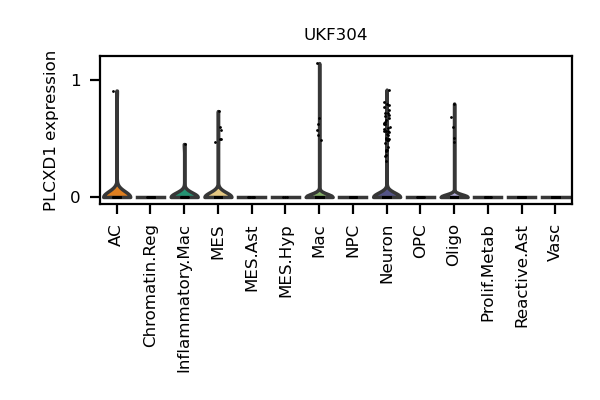 UKF304
PLCXD1 expression
1
0
AC
Chromatin.Reg
Inflammatory.Mac
MES
MES.Ast
MES.Hyp
Mac
NPC
Neuron
OPC
Oligo
Prolif.Metab
Reactive.Ast
Vasc